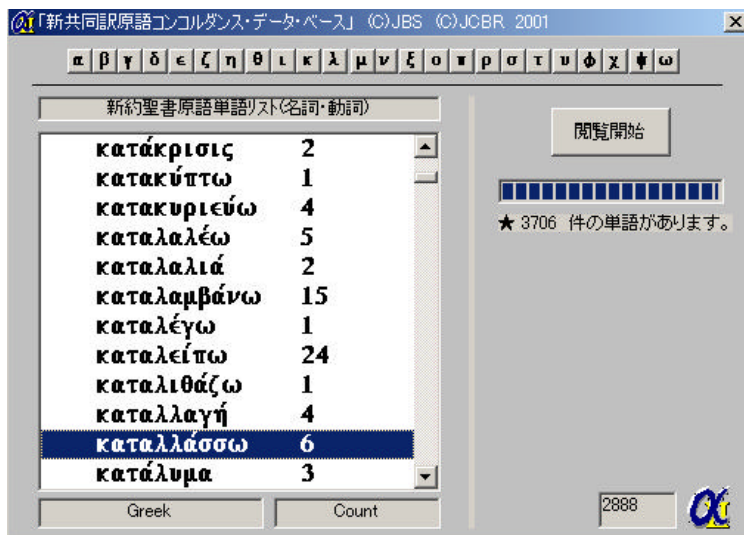 「新共同訳原語コンコルダンス・データ・ベース」 (C)JBS (C)JCBR 2001
α β γ δ ε ζ η θ ι κ λ μ ν ξ ο π ρ σ τ υ φ χ ψ ω
新約聖書原語単語リスト(名詞・動詞)
κατάκρισις 2
κατακύπτω 1
κατακυριεύω 4
καταλαλέω 5
καταλαλιά 2
καταλαμβάνω 15
καταλέγω 1
καταλείπω 24
καταλιθάζω 1
καταλλαγή 4
καταλλάσσω 6
κατάλυμα 3
Greek Count
閲覧開始
★ 3706 件の単語があります。
2888